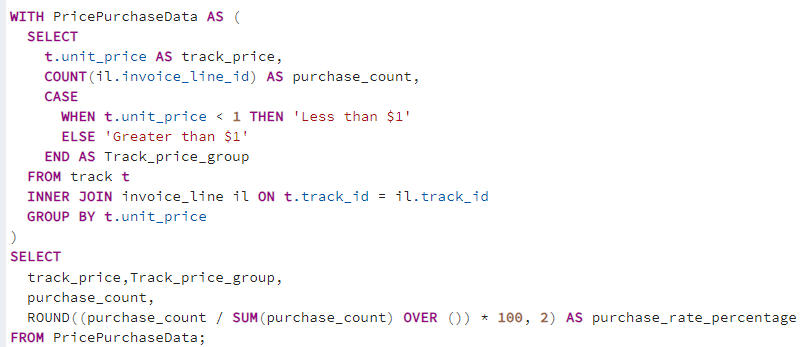 WITH PricePurchaseData AS (
  SELECT
    t.unit_price AS track_price,
    COUNT(il.invoice_line_id) AS purchase_count,
    CASE
      WHEN t.unit_price < 1 THEN 'Less than $1'
      ELSE 'Greater than $1'
    END AS Track_price_group
  FROM track t
  INNER JOIN invoice_line il ON t.track_id = il.track_id
  GROUP BY t.unit_price
)
SELECT
  track_price,Track_price_group,
  purchase_count,
  ROUND((purchase_count / SUM(purchase_count) OVER ()) * 100, 2) AS purchase_rate_percentage
FROM PricePurchaseData;